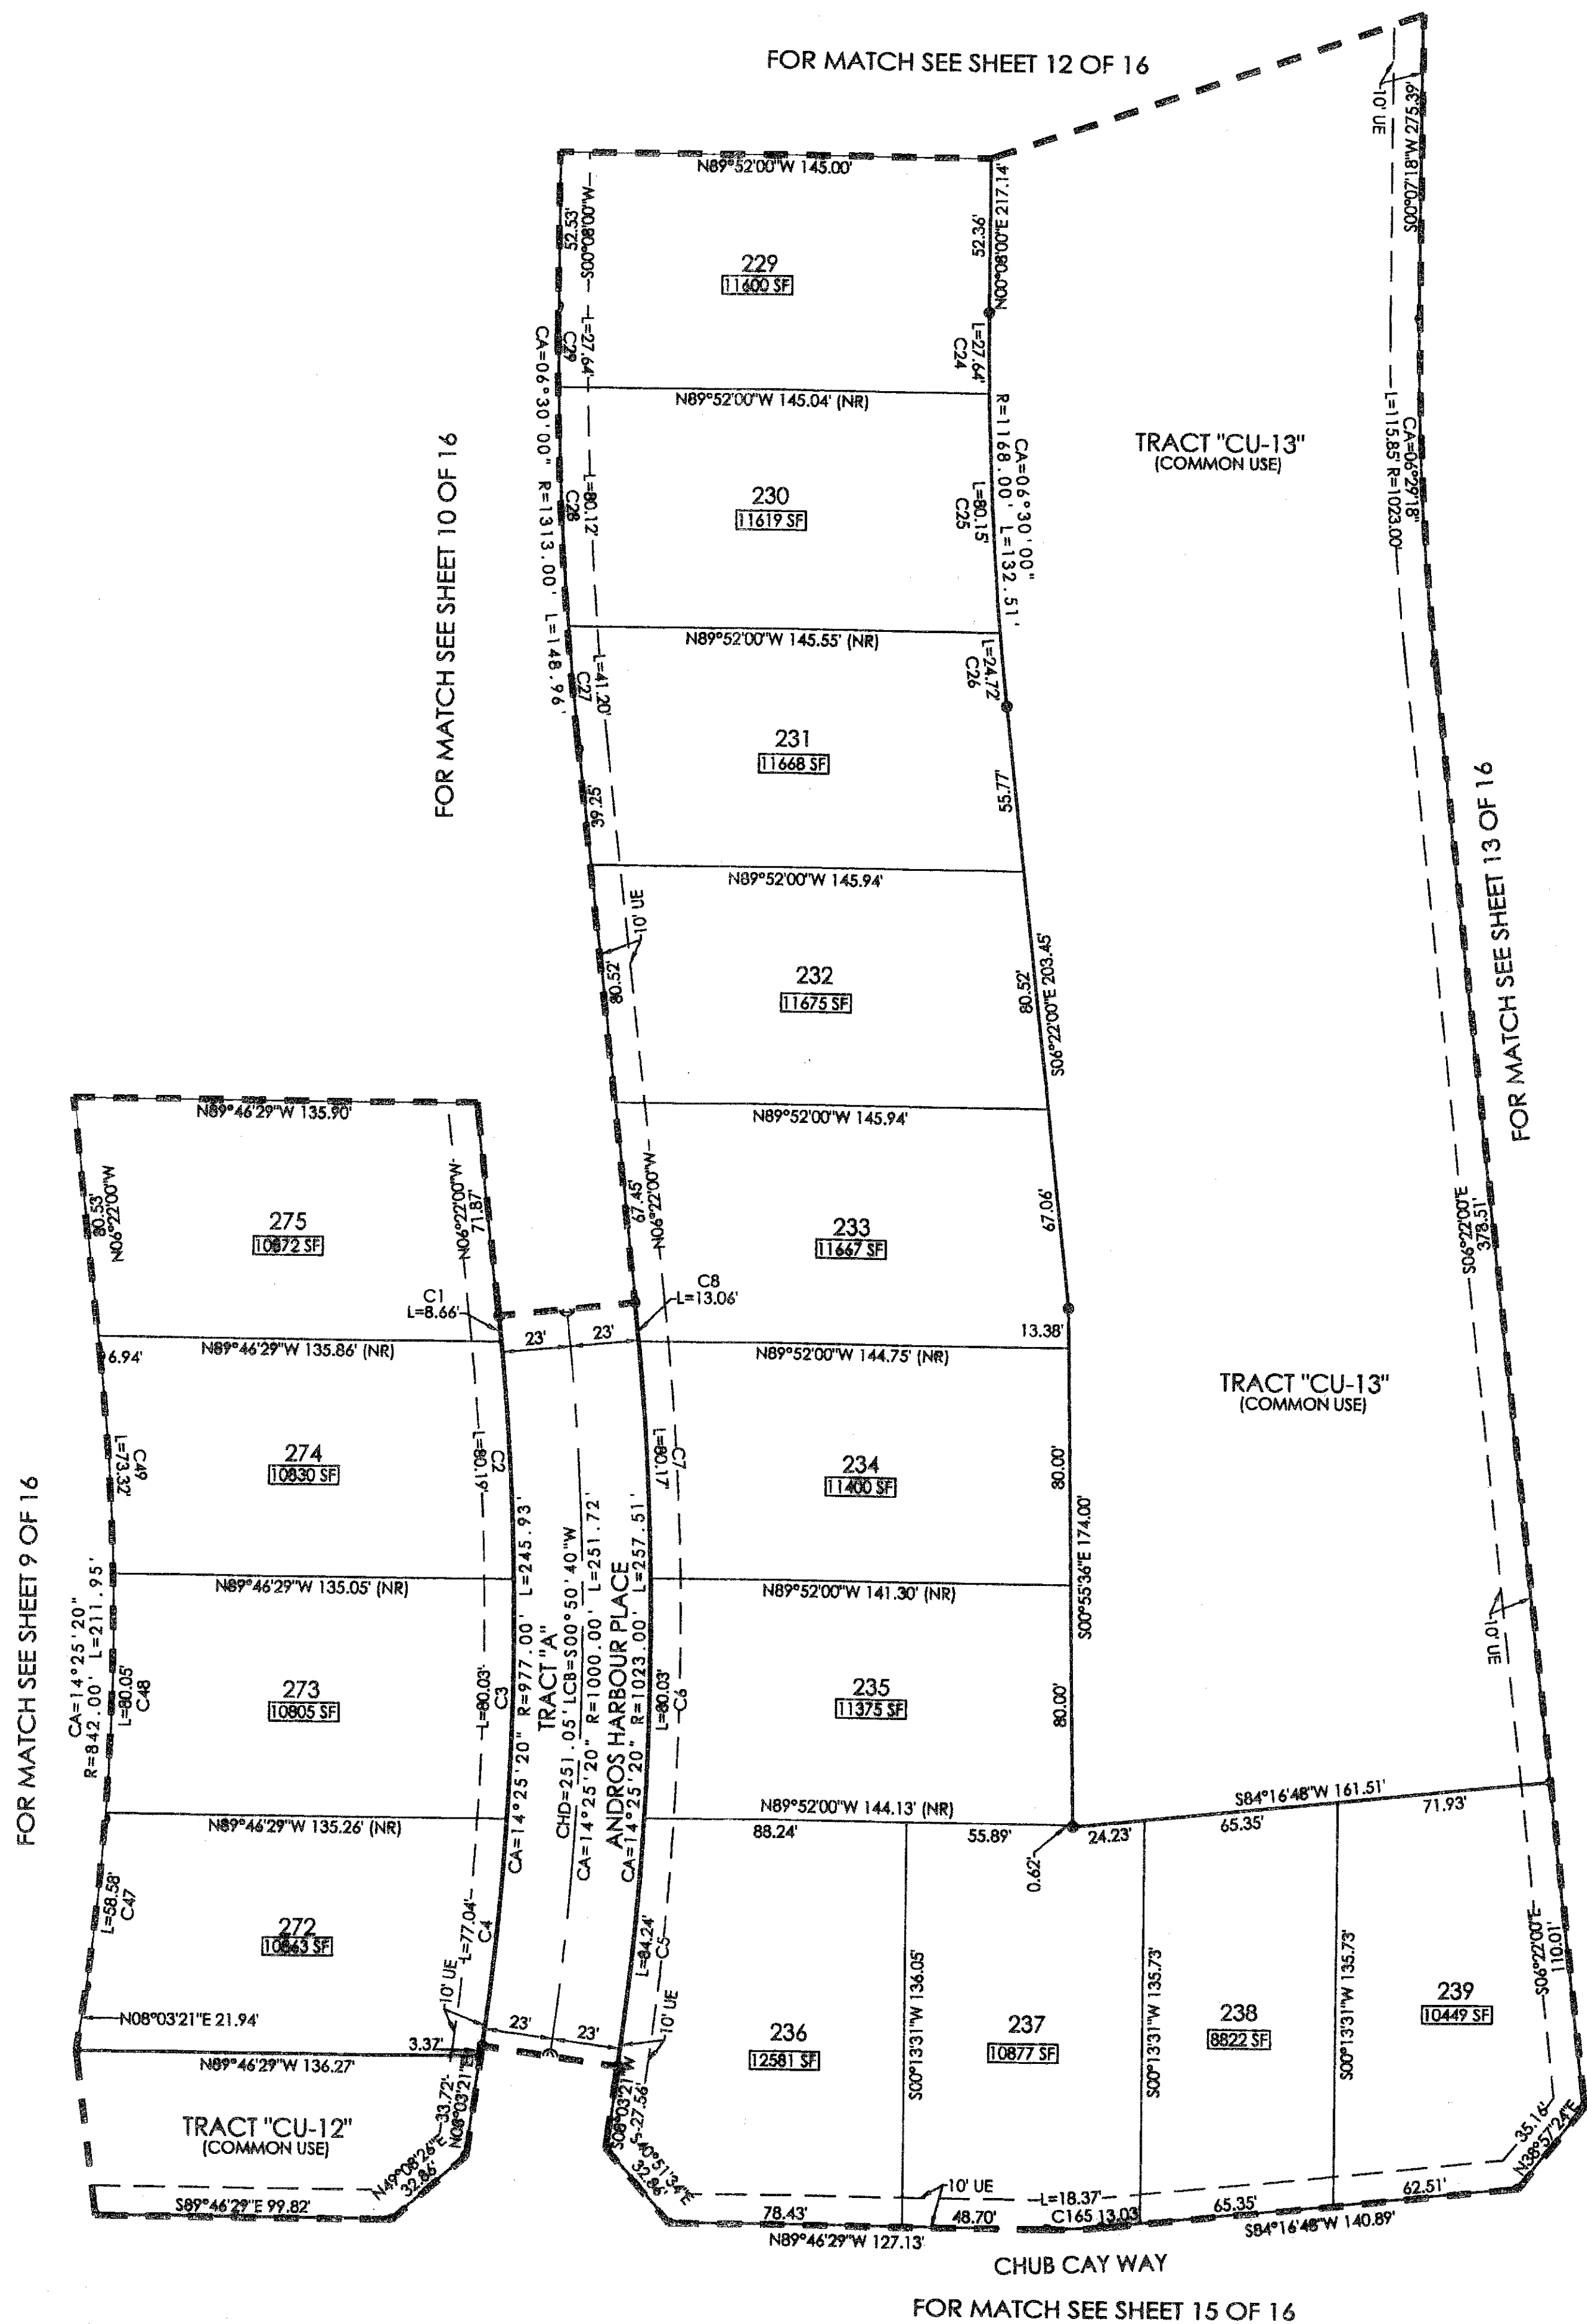 FOR MATCH SEE SHEET 12 OF 16
10' UE
S00°07'18"W 275.39'
N89°52'00"W 145.00'
52.53'
S00°08'00"W
229
11600 SF
52.36'
N00°08'00"E 217.14'
L=27.64'
C29
L=27.64'
C24
CA=06°30'00" R=1313.00' L=148.96'
N89°52'00"W 145.04' (NR)
FOR MATCH SEE SHEET 10 OF 16
CA=06°30'00"
R=1168.00' L=132.51'
TRACT "CU-13"
(COMMON USE)
CA=06°29'18"
L=115.85' R=1023.00'
L=80.12'
C28
230
11619 SF
L=80.15'
C25
N89°52'00"W 145.55' (NR)
L=41.20'
C27
L=24.72'
C26
231
11668 SF
39.25'
55.77'
N89°52'00"W 145.94'
10' UE
80.52'
232
11675 SF
80.52'
S06°22'00"E 203.45'
FOR MATCH SEE SHEET 13 OF 16
N89°46'29"W 135.90'
N89°52'00"W 145.94'
80.53'
N06°22'00"W
275
10872 SF
N06°22'00"W
71.87'
67.45'
N06°22'00"W
233
11667 SF
67.06'
S06°22'00"E
378.51'
C1
L=8.66'
C8
L=13.06'
23'
23'
13.38'
6.94'
N89°46'29"W 135.86' (NR)
N89°52'00"W 144.75' (NR)
TRACT "CU-13"
(COMMON USE)
FOR MATCH SEE SHEET 9 OF 16
C49
L=73.32'
274
10830 SF
L=80.19'
C2
L=80.17'
C7
234
11400 SF
80.00'
S00°55'36"E 174.00'
N89°46'29"W 135.05' (NR)
N89°52'00"W 141.30' (NR)
CA=14°25'20"
R=842.00' L=211.95'
L=80.05'
C48
273
10805 SF
L=80.03'
C3
CA=14°25'20" R=977.00' L=245.93'
TRACT "A"
CHD=251.05' LCB=S00°50'40"W
CA=14°25'20" R=1000.00' L=251.72'
ANDROS HARBOUR PLACE
CA=14°25'20" R=1023.00' L=257.51'
L=80.03'
C6
235
11375 SF
80.00'
10' UE
N89°46'29"W 135.26' (NR)
N89°52'00"W 144.13' (NR)
88.24'
55.89'
0.62'
24.23'
S84°16'48"W 161.51'
65.35'
71.93'
L=58.58'
C47
272
10863 SF
L=77.04'
C4
L=84.24'
C5
10' UE
10' UE
N08°03'21"E 21.94'
23'
23'
236
12581 SF
S00°13'31"W 136.05'
237
10877 SF
S00°13'31"W 135.73'
238
8822 SF
S00°13'31"W 135.73'
239
10449 SF
S06°22'00"E
110.01'
3.37'
N89°46'29"W 136.27'
TRACT "CU-12"
(COMMON USE)
33.72'
N08°03'21"E
N49°08'26"E
32.86'
S89°46'29"E 99.82'
S08°03'21"W
27.56'
S40°51'34"E
32.86'
35.16'
N38°57'24"E
10' UE
L=18.37'
78.43'
48.70'
C165 13.03'
65.35'
62.51'
N89°46'29"W 127.13'
S84°16'48"W 140.89'
CHUB CAY WAY
FOR MATCH SEE SHEET 15 OF 16